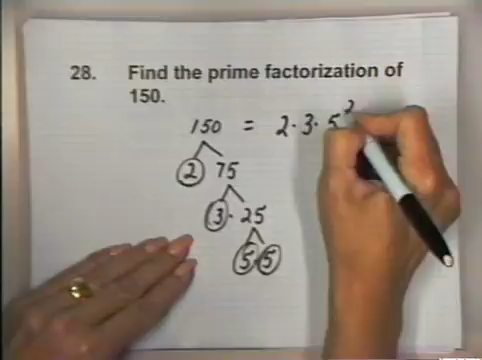 28. Find the prime factorization of
150.
150 = 2·3·5²
2 75
3·25
5·5